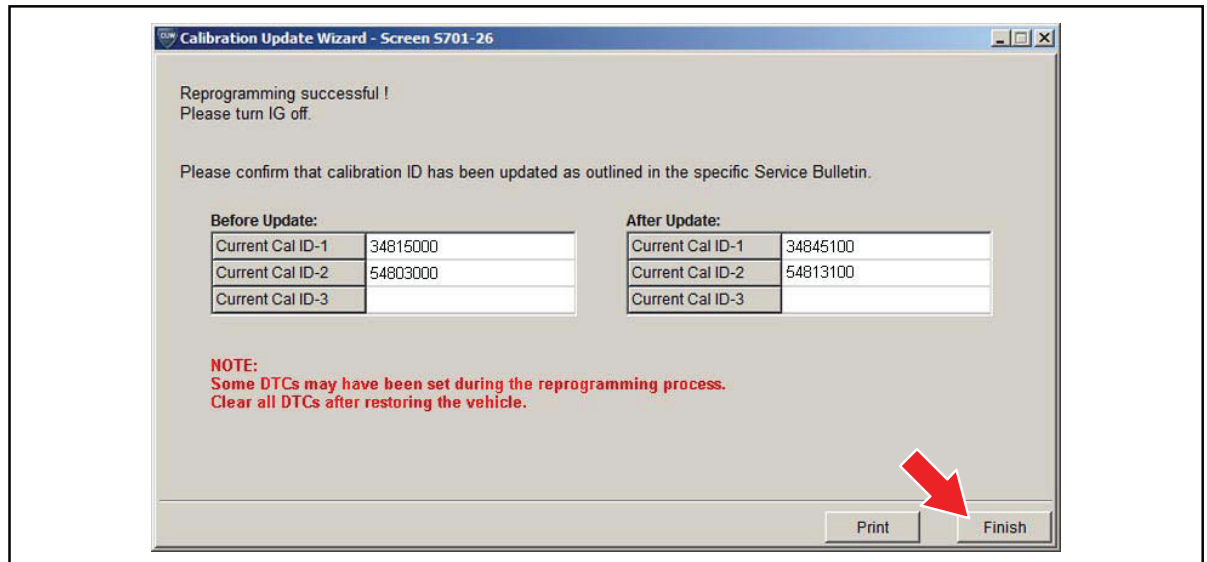 CUW Calibration Update Wizard - Screen S701-26
Reprogramming successful !
Please turn IG off.
Please confirm that calibration ID has been updated as outlined in the specific Service Bulletin.
Before Update:
Current Cal ID-1 34815000
Current Cal ID-2 54803000
Current Cal ID-3
After Update:
Current Cal ID-1 34845100
Current Cal ID-2 54813100
Current Cal ID-3
NOTE:
Some DTCs may have been set during the reprogramming process.
Clear all DTCs after restoring the vehicle.
Print Finish